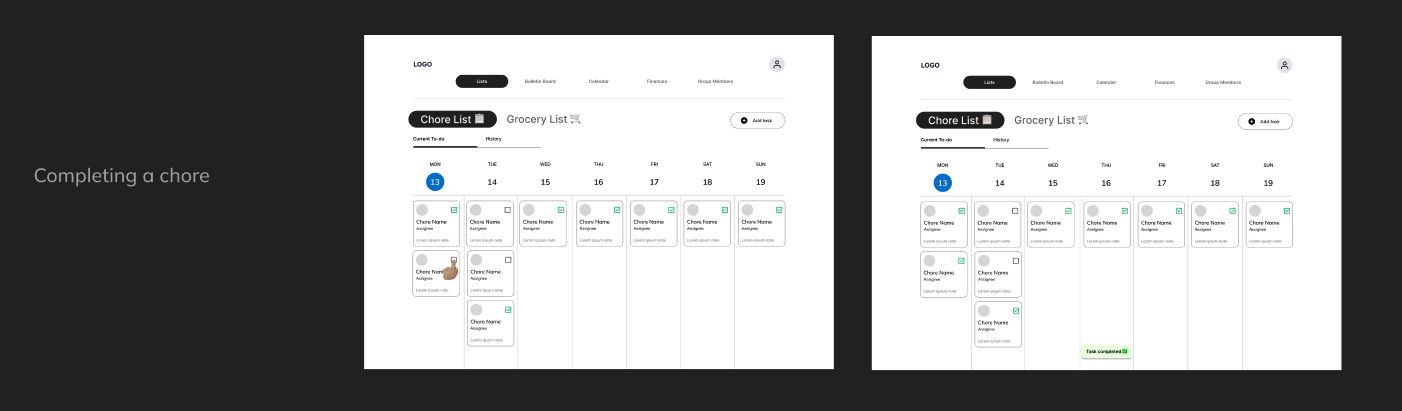 Completing a chore
LOGO
Lists Bulletin Board Calendar Finances Group Members
Chore List 📋 Grocery List 🛒 Add task
Current To-do History
MON TUE WED THU FRI SAT SUN
13 14 15 16 17 18 19
Chore Name Chore Name Chore Name Chore Name Chore Name Chore Name Chore Name
Assignee Assignee Assignee Assignee Assignee Assignee Assignee
Lorem ipsum note Lorem ipsum note Lorem ipsum note Lorem ipsum note Lorem ipsum note Lorem ipsum note Lorem ipsum note
Chore Nam Chore Name
Assignee Assignee
Lorem ipsum note Lorem ipsum note
Chore Name
Assignee
Lorem ipsum note
LOGO
Lists Bulletin Board Calendar Finances Group Members
Chore List 📋 Grocery List 🛒 Add task
Current To-do History
MON TUE WED THU FRI SAT SUN
13 14 15 16 17 18 19
Chore Name Chore Name Chore Name Chore Name Chore Name Chore Name Chore Name
Assignee Assignee Assignee Assignee Assignee Assignee Assignee
Lorem ipsum note Lorem ipsum note Lorem ipsum note Lorem ipsum note Lorem ipsum note Lorem ipsum note Lorem ipsum note
Chore Name Chore Name
Assignee Assignee
Lorem ipsum note Lorem ipsum note
Chore Name
Assignee
Lorem ipsum note
Task completed ✅